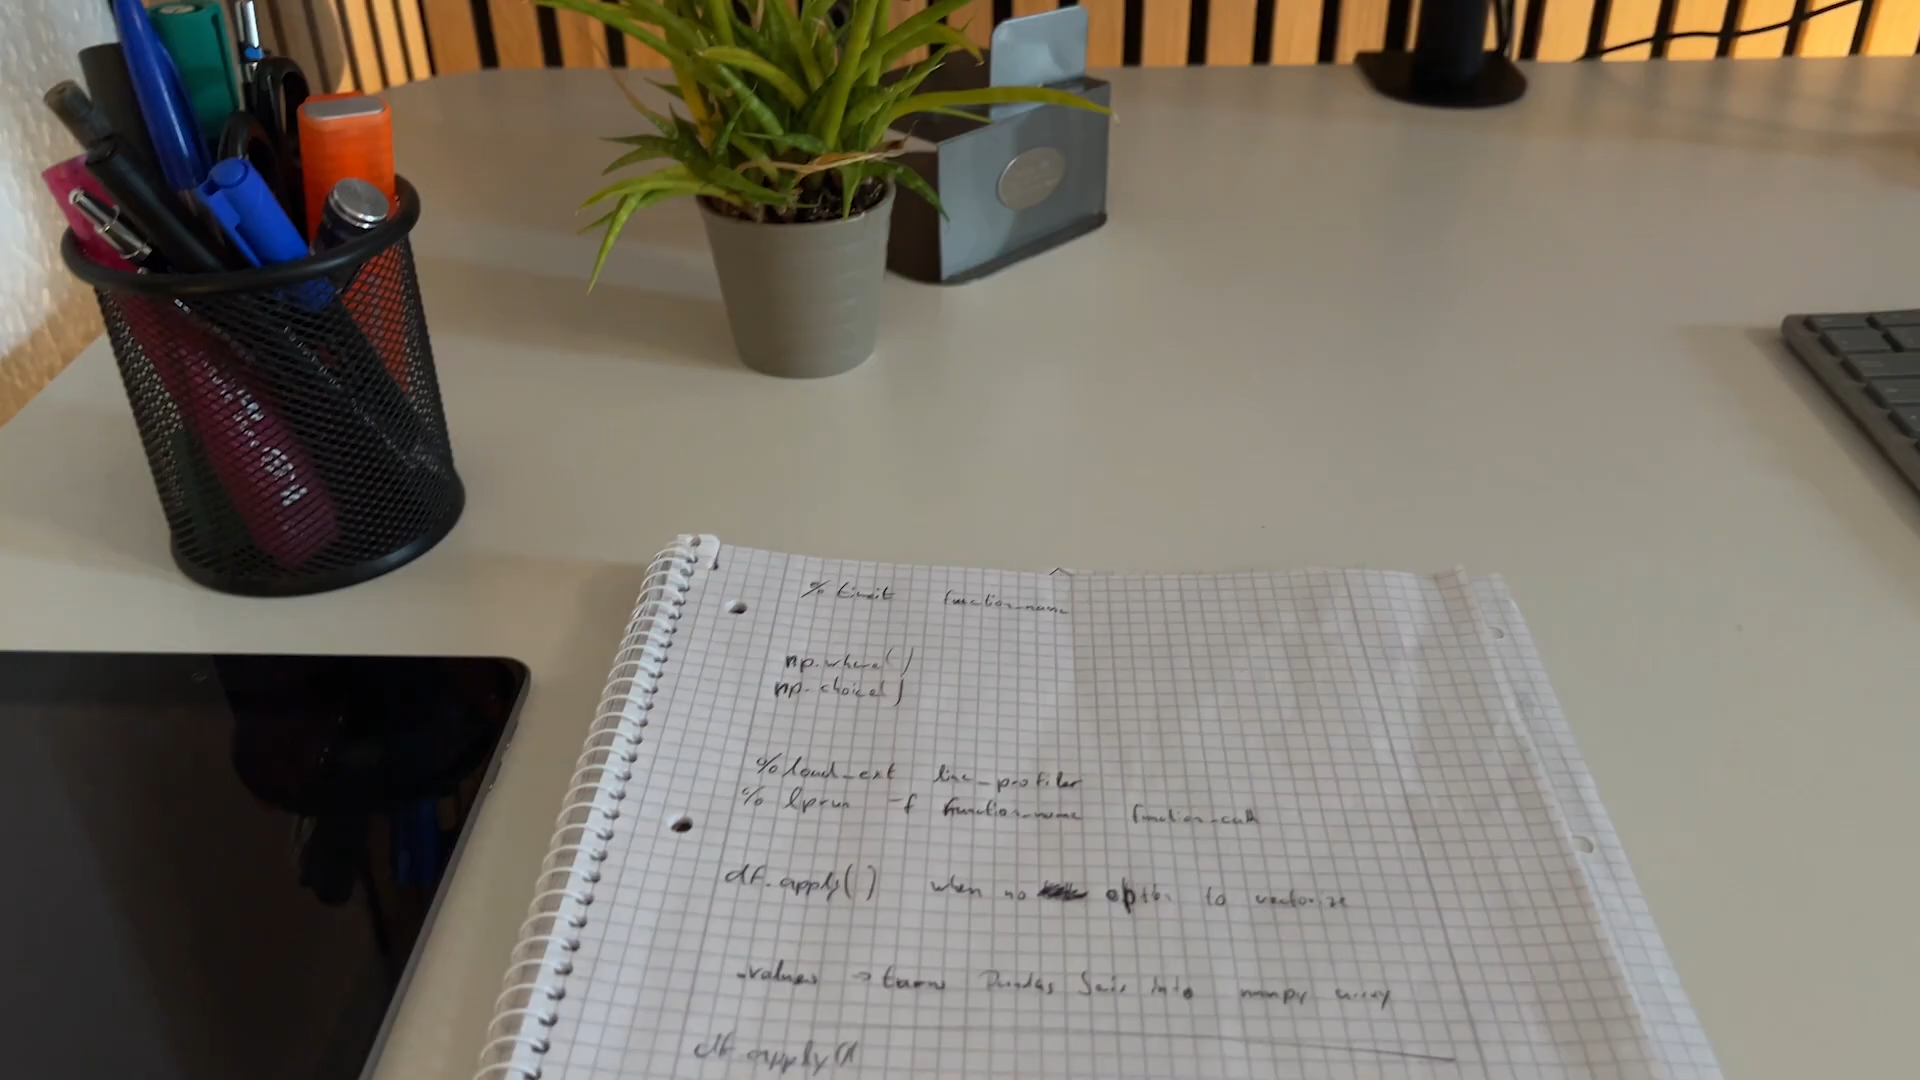 % timeit function_name
np.where()
np.choice()
%load_ext line_profiler
% lprun -f function_name function_call
df.apply() when no option to vectorize
.values → turns Pandas Series into numpy array
df.apply(